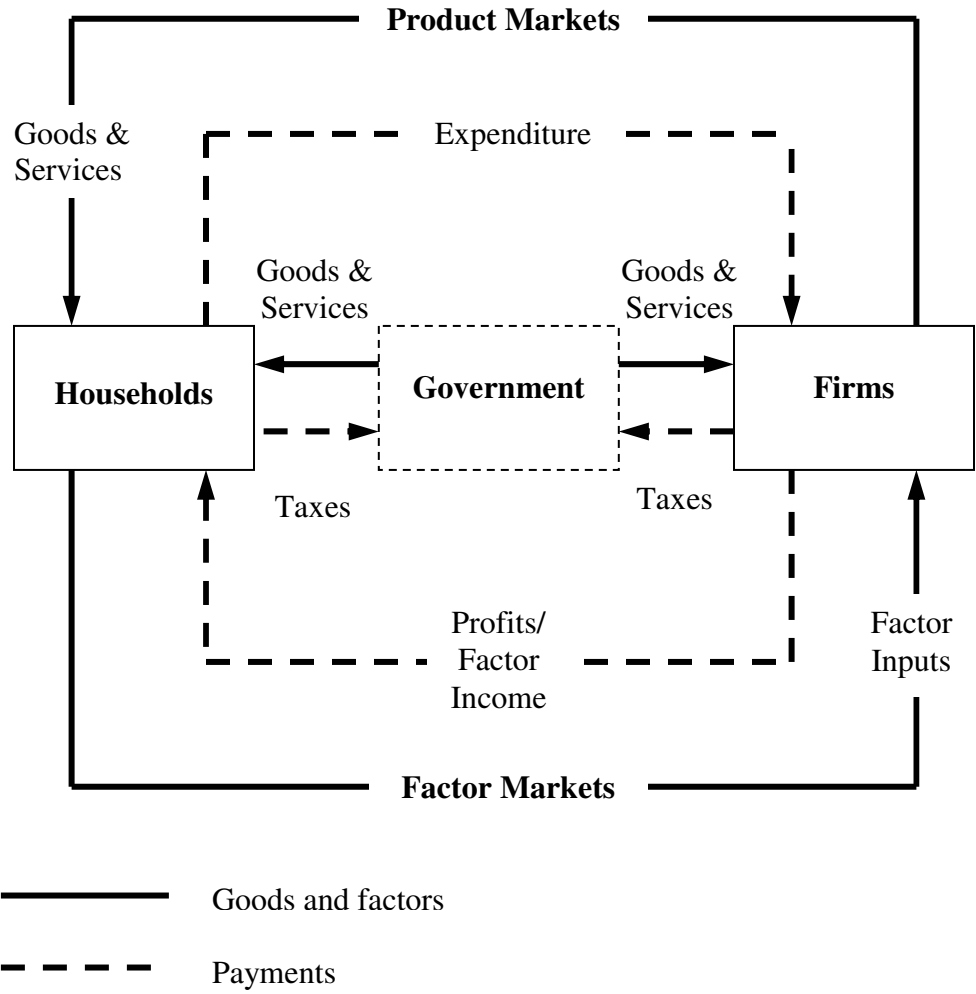 Product Markets
Goods &
Services
Expenditure
Goods &
Services
Goods &
Services
Households
Government
Firms
Taxes
Taxes
Profits/
Factor
Income
Factor
Inputs
Factor Markets
Goods and factors
Payments